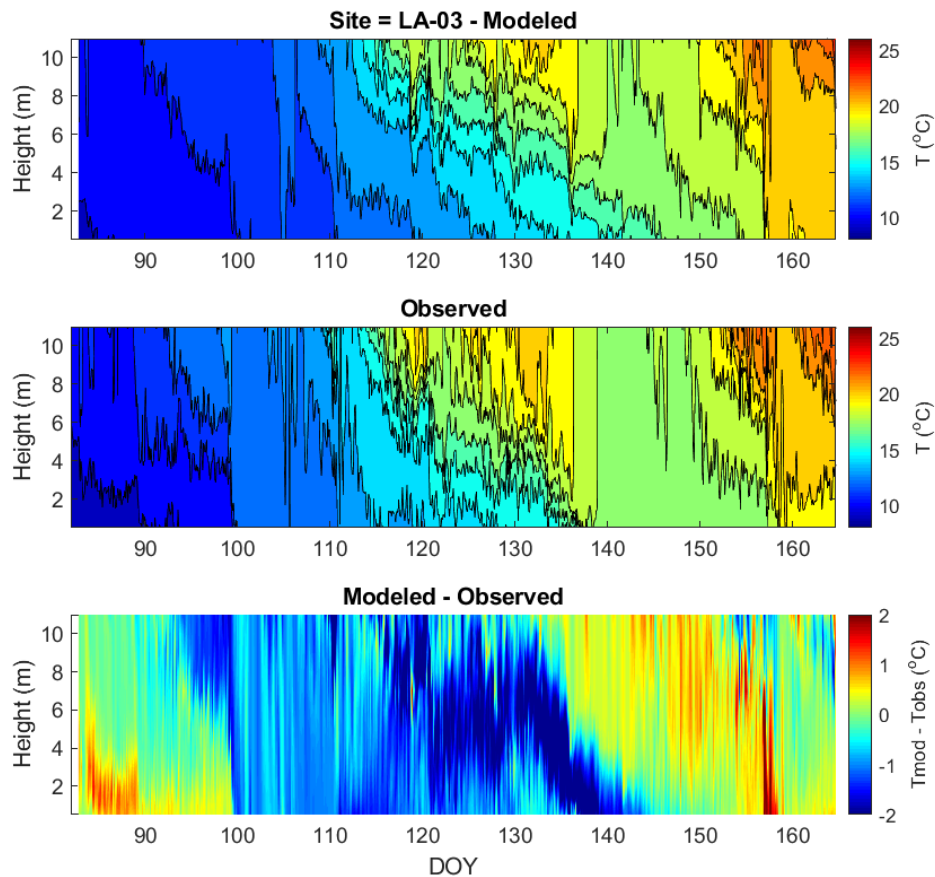 Site = LA-03 - Modeled
Height (m)
10
8
6
4
2
90 100 110 120 130 140 150 160
25
20
15
10
T (°C)
Observed
Height (m)
10
8
6
4
2
90 100 110 120 130 140 150 160
25
20
15
10
T (°C)
Modeled - Observed
Height (m)
10
8
6
4
2
90 100 110 120 130 140 150 160
DOY
2
1
0
-1
-2
Tmod - Tobs (°C)